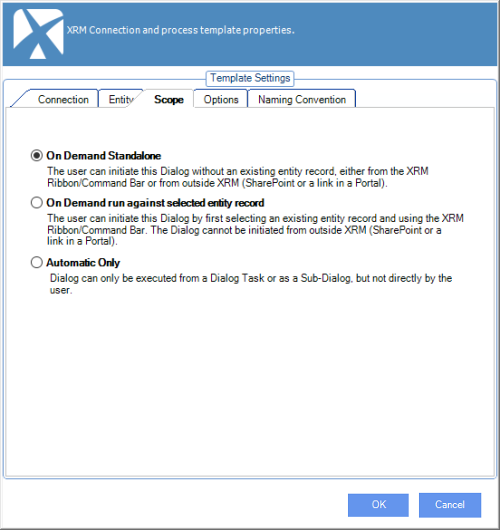 XRM Connection and process template properties.
Template Settings
Connection Entity Scope Options Naming Convention
On Demand Standalone
The user can initiate this Dialog without an existing entity record, either from the XRM
Ribbon/Command Bar or from outside XRM (SharePoint or a link in a Portal).
On Demand run against selected entity record
The user can initiate this Dialog by first selecting an existing entity record and using the XRM
Ribbon/Command Bar. The Dialog cannot be initiated from outside XRM (SharePoint or a
link in a Portal).
Automatic Only
Dialog can only be executed from a Dialog Task or as a Sub-Dialog, but not directly by the
user.
OK Cancel